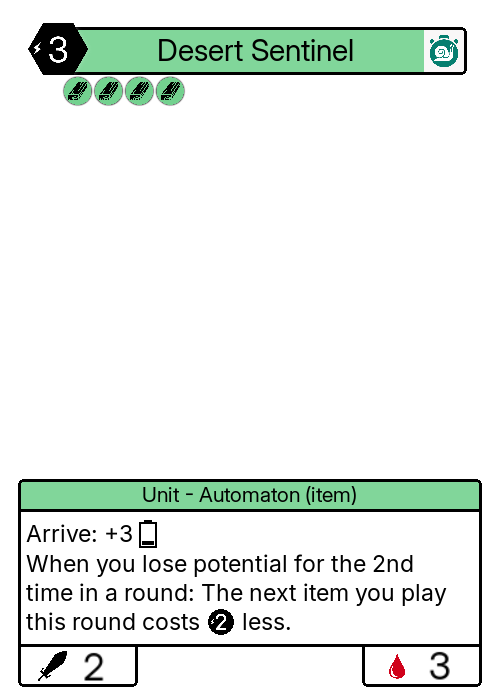 3 Desert Sentinel
Unit - Automaton (item)
Arrive: +3
When you lose potential for the 2nd
time in a round: The next item you play
this round costs 2 less.
2 3